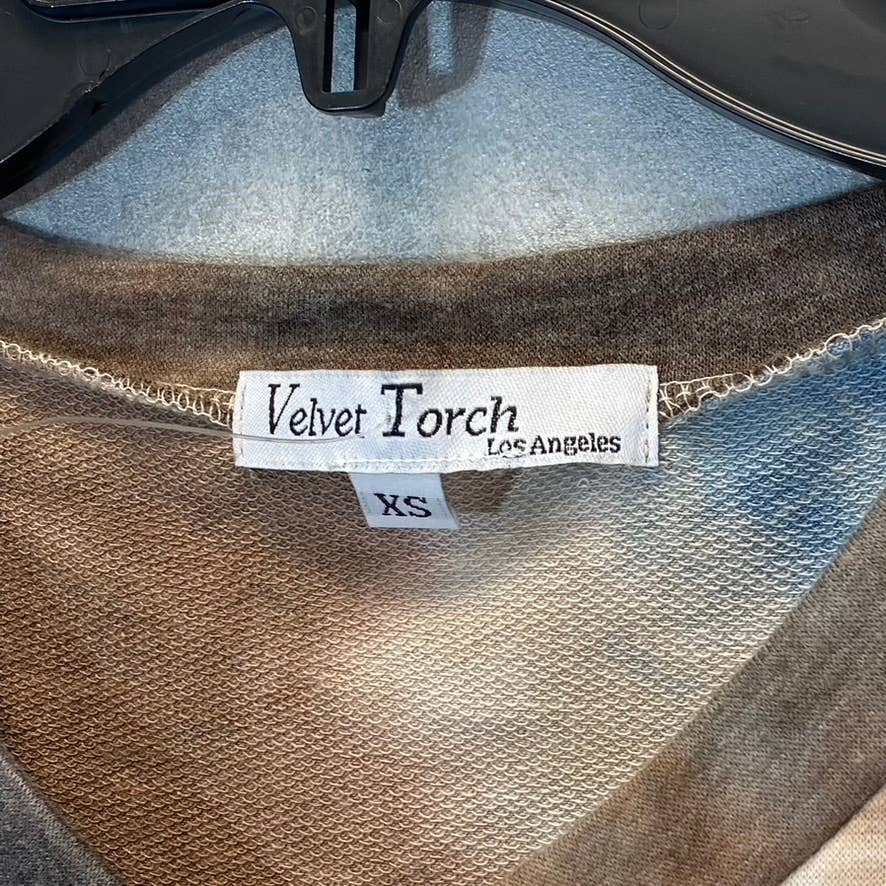 Velvet Torch
Los Angeles
XS